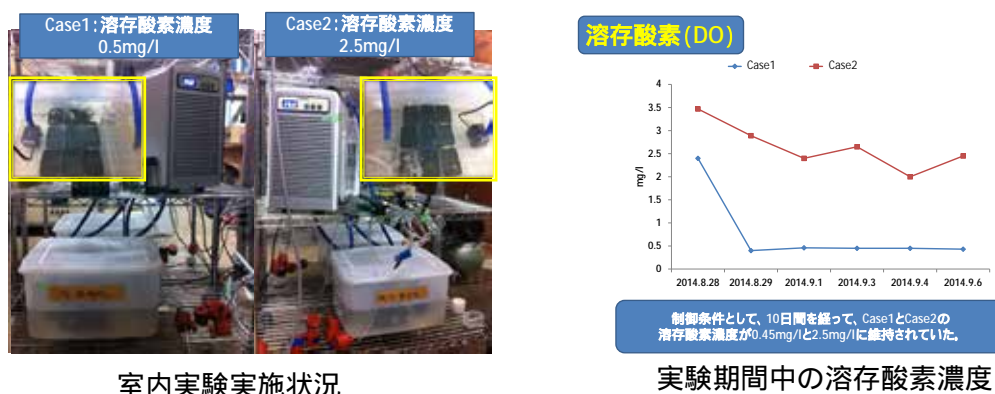 Case1:溶存酸素濃度
0.5mg/l
Case2:溶存酸素濃度
2.5mg/l
室内実験実施状況
溶存酸素(DO)
Case1
Case2
mg/l
4
3.5
3
2.5
2
1.5
1
0.5
0
2014.8.28 2014.8.29 2014.9.1 2014.9.3 2014.9.4 2014.9.6
制御条件として、10日間を経って、Case1とCase2の
溶存酸素濃度が0.45mg/lと2.5mg/lに維持されていた。
実験期間中の溶存酸素濃度